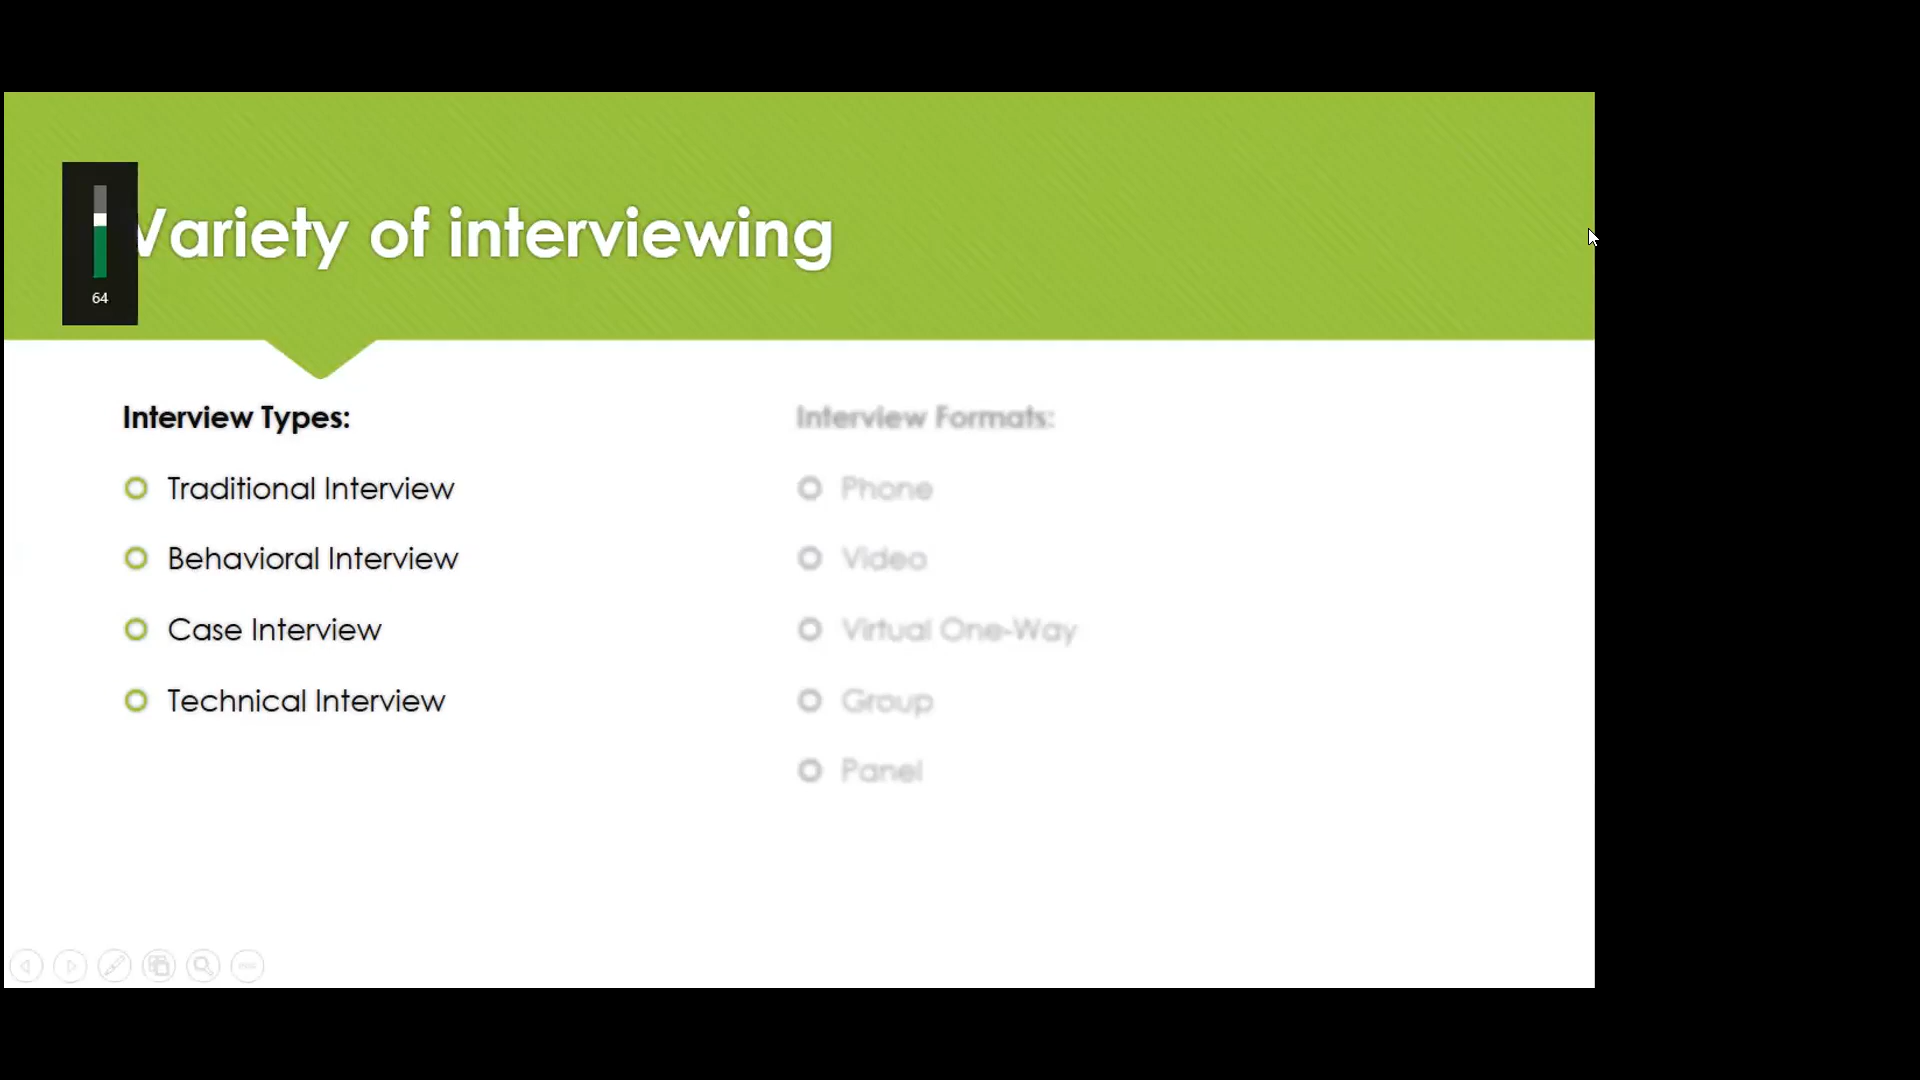 64
Variety of interviewing
Interview Types:
Traditional Interview
Behavioral Interview
Case Interview
Technical Interview
Interview Formats:
Phone
Video
Virtual One-Way
Group
Panel